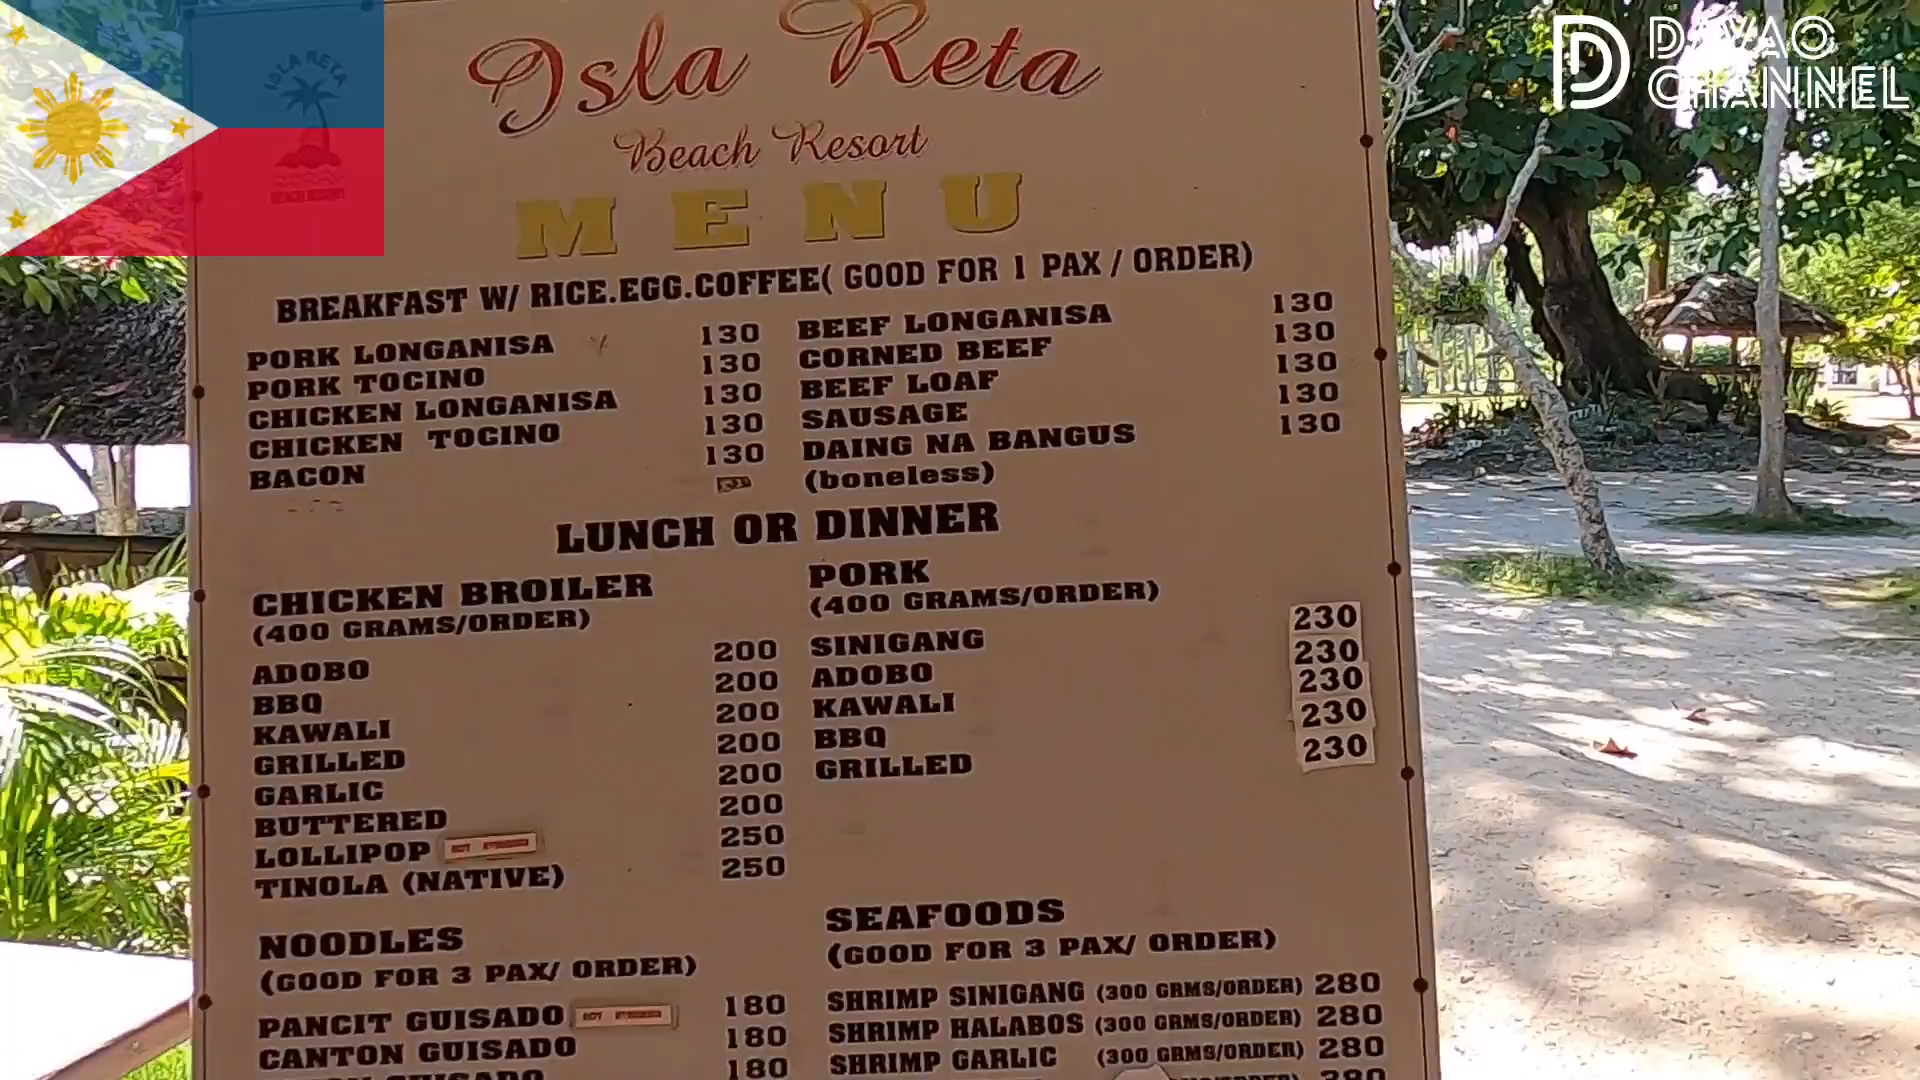 ISLA RETA
BEACH RESORT
DAVAO
CHANNEL
Isla Reta
Beach Resort
MENU
BREAKFAST W/ RICE.EGG.COFFEE( GOOD FOR 1 PAX / ORDER)
PORK LONGANISA 130
PORK TOCINO 130
CHICKEN LONGANISA 130
CHICKEN TOCINO 130
BACON 130
BEEF LONGANISA 130
CORNED BEEF 130
BEEF LOAF 130
SAUSAGE 130
DAING NA BANGUS 130
(boneless)
LUNCH OR DINNER
CHICKEN BROILER
(400 GRAMS/ORDER)
ADOBO 200
BBQ 200
KAWALI 200
GRILLED 200
GARLIC 200
BUTTERED 200
LOLLIPOP 250
TINOLA (NATIVE) 250
PORK
(400 GRAMS/ORDER)
SINIGANG 230
ADOBO 230
KAWALI 230
BBQ 230
GRILLED 230
NOODLES
(GOOD FOR 3 PAX/ ORDER)
PANCIT GUISADO 180
CANTON GUISADO 180
GUISADO 180
SEAFOODS
(GOOD FOR 3 PAX/ ORDER)
SHRIMP SINIGANG (300 GRMS/ORDER) 280
SHRIMP HALABOS (300 GRMS/ORDER) 280
SHRIMP GARLIC (300 GRMS/ORDER) 280